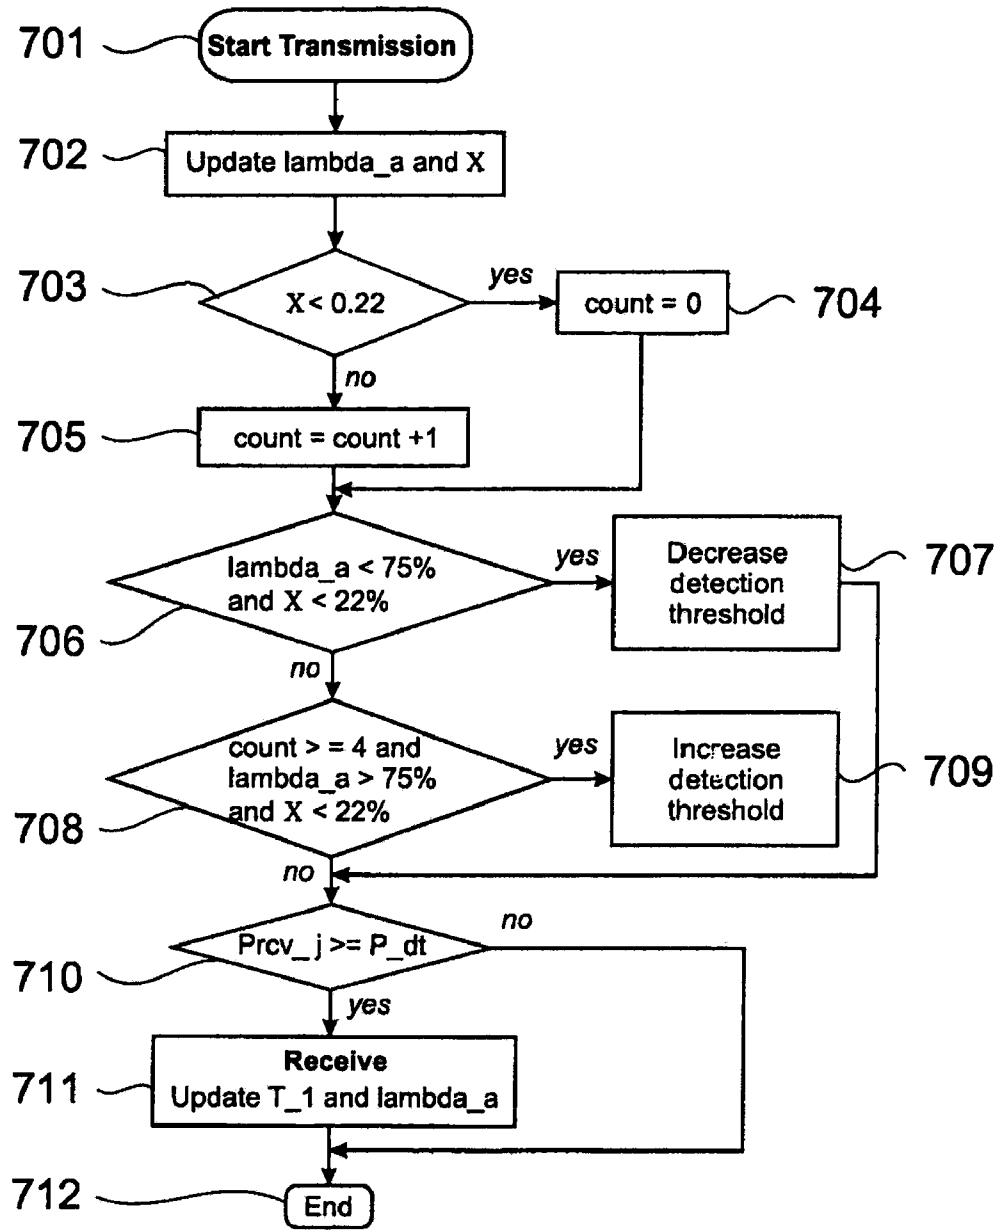 701
Start Transmission
702
Update lambda_a and X
703
X < 0.22
yes
count = 0
704
no
705
count = count +1
706
lambda_a < 75%
and X < 22%
yes
Decrease
detection
threshold
707
no
708
count > = 4 and
lambda_a > 75%
and X < 22%
yes
Increase
detection
threshold
709
no
710
Prcv_j >= P_dt
no
yes
711
Receive
Update T_1 and lambda_a
712
End